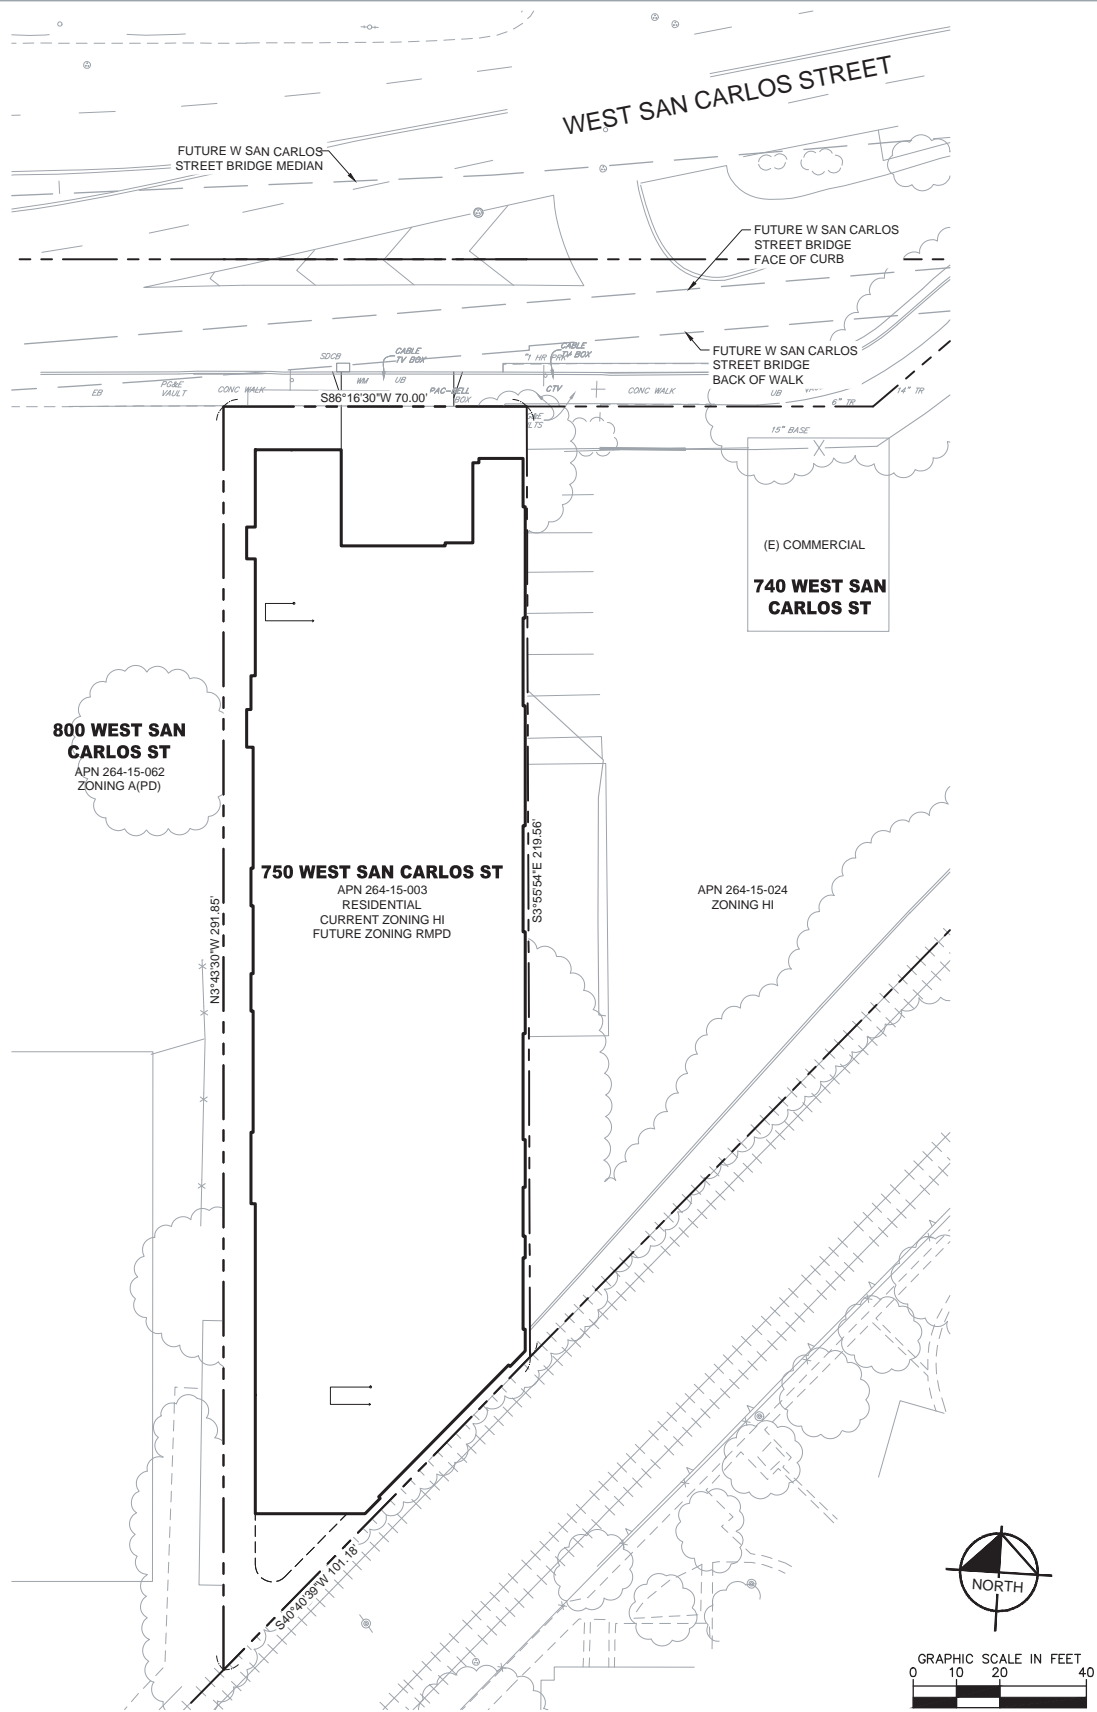 WEST SAN CARLOS STREET
FUTURE W SAN CARLOS
STREET BRIDGE MEDIAN
FUTURE W SAN CARLOS
STREET BRIDGE
FACE OF CURB
FUTURE W SAN CARLOS
STREET BRIDGE
BACK OF WALK
SDCB
CABLE
TV BOX
1 HR
CABLE
TV BOX
EB
PG&E
VAULT
CONC WALK
WM
UB
PAC-BELL
BOX
CTV
CONC WALK
UB
6" TR
14" TR
S86°16'30"W 70.00'
15" BASE
(E) COMMERCIAL
740 WEST SAN
CARLOS ST
800 WEST SAN
CARLOS ST
APN 264-15-062
ZONING A(PD)
750 WEST SAN CARLOS ST
APN 264-15-003
RESIDENTIAL
CURRENT ZONING HI
FUTURE ZONING RMPD
N3°43'30"W 291.85'
S3°55'54"E 219.56'
APN 264-15-024
ZONING HI
S40°40'39"W 101.18'
NORTH
GRAPHIC SCALE IN FEET
0 10 20 40